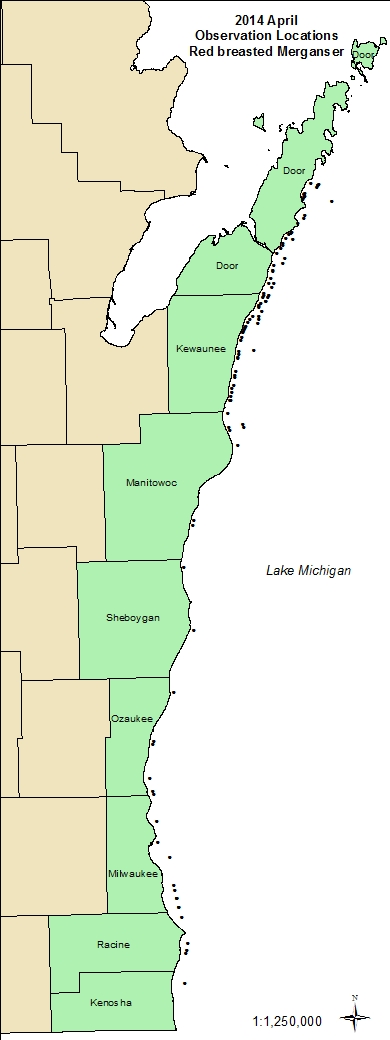 2014 April
Observation Locations
Red breasted Merganser
Door
Door
Door
Kewaunee
Manitowoc
Lake Michigan
Sheboygan
Ozaukee
Milwaukee
Racine
Kenosha
N
1:1,250,000